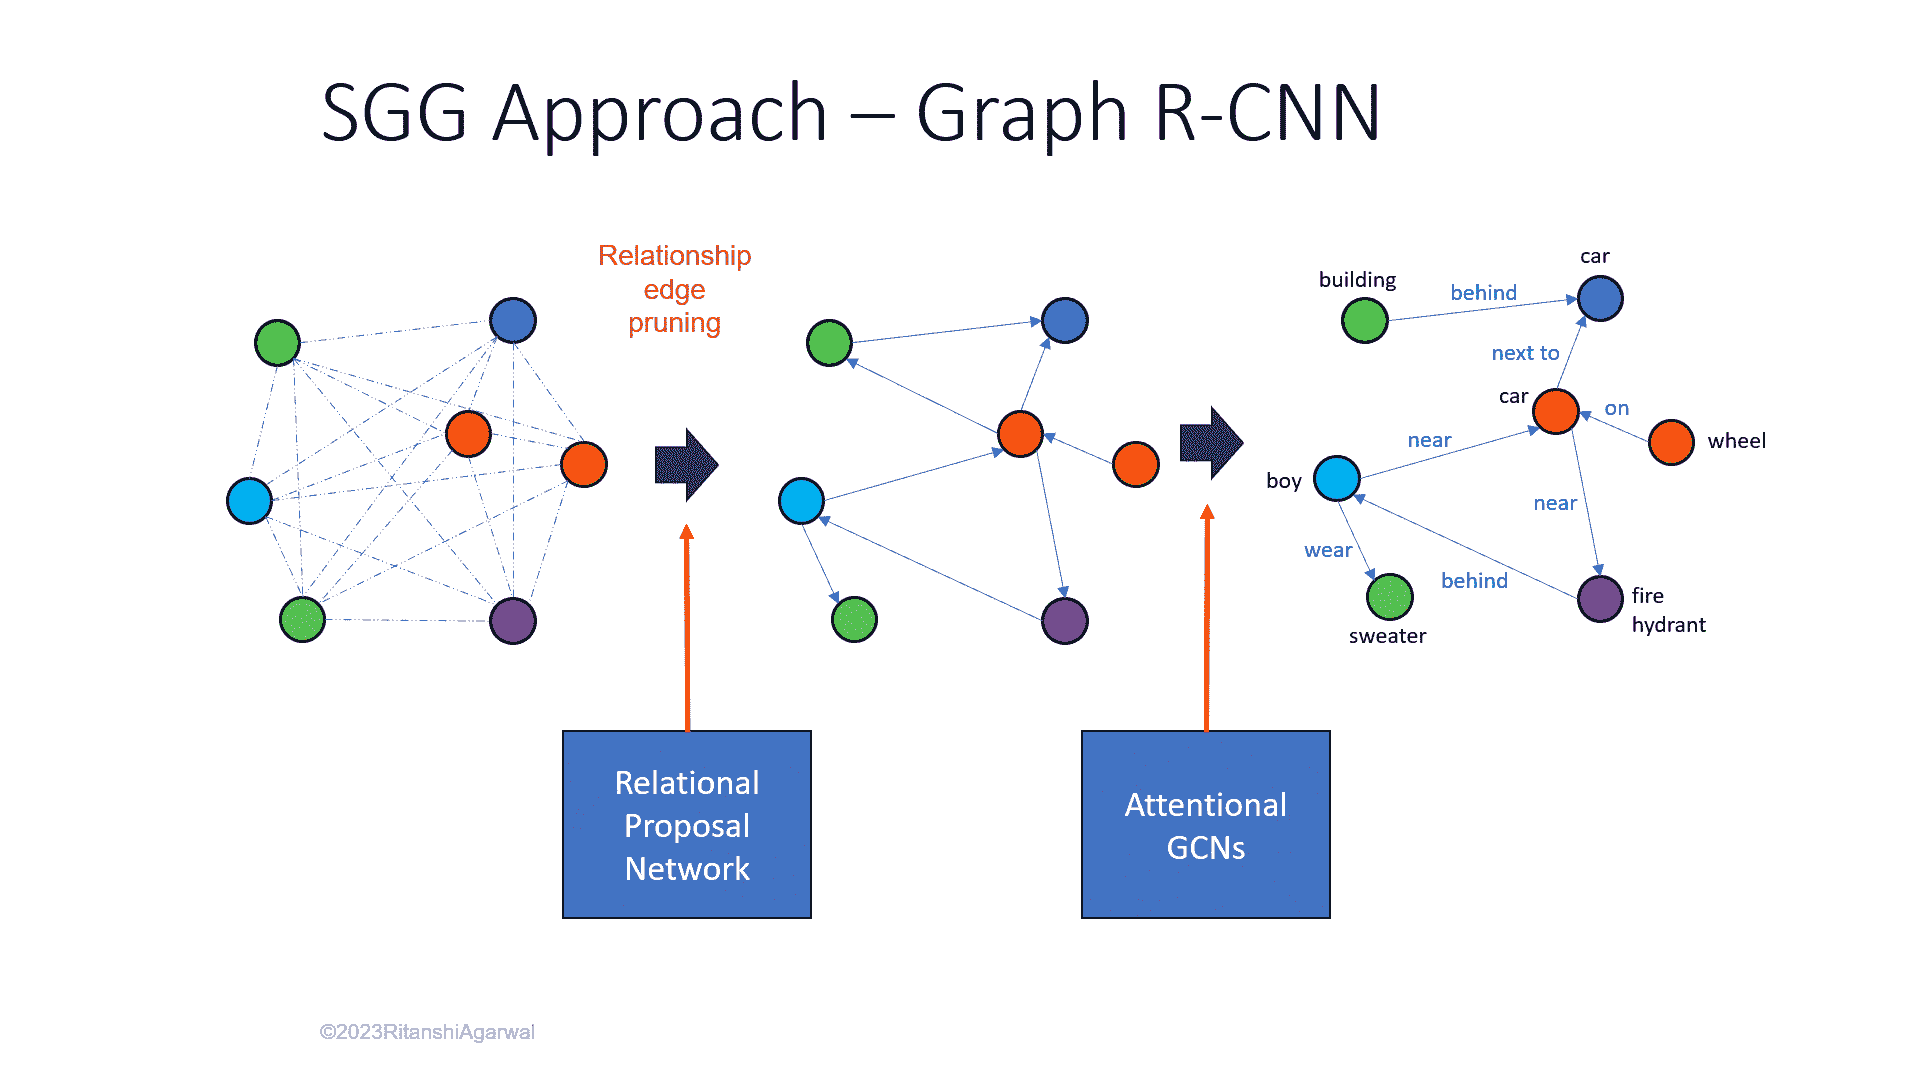 SGG Approach – Graph R-CNN
Relationship
edge
pruning
building
car
behind
next to
car
on
wheel
near
boy
near
wear
behind
fire
hydrant
sweater
Relational
Proposal
Network
Attentional
GCNs
©2023RitanshiAgarwal